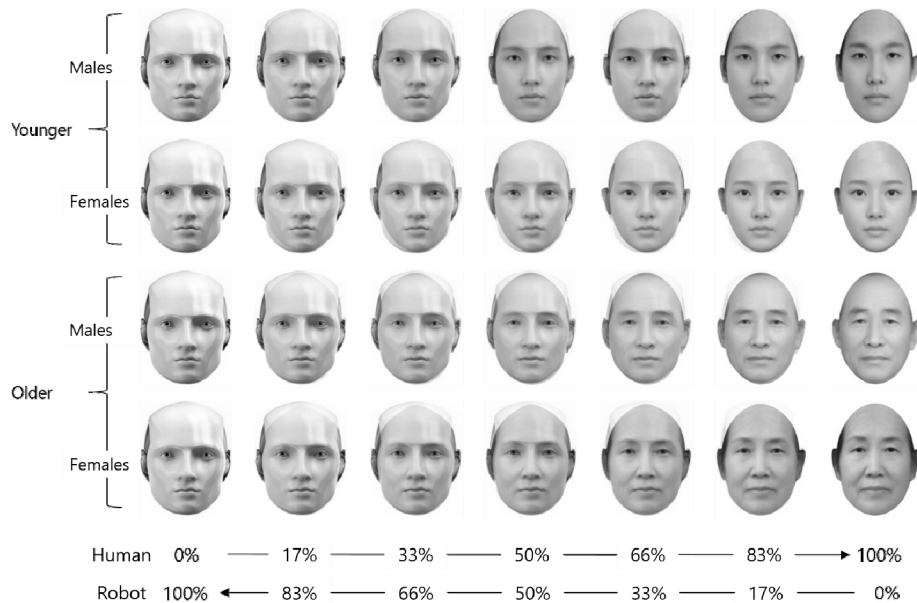 Males
Younger
Females
Males
Older
Females
Human 0% 17% 33% 50% 66% 83% 100%
Robot 100% 83% 66% 50% 33% 17% 0%